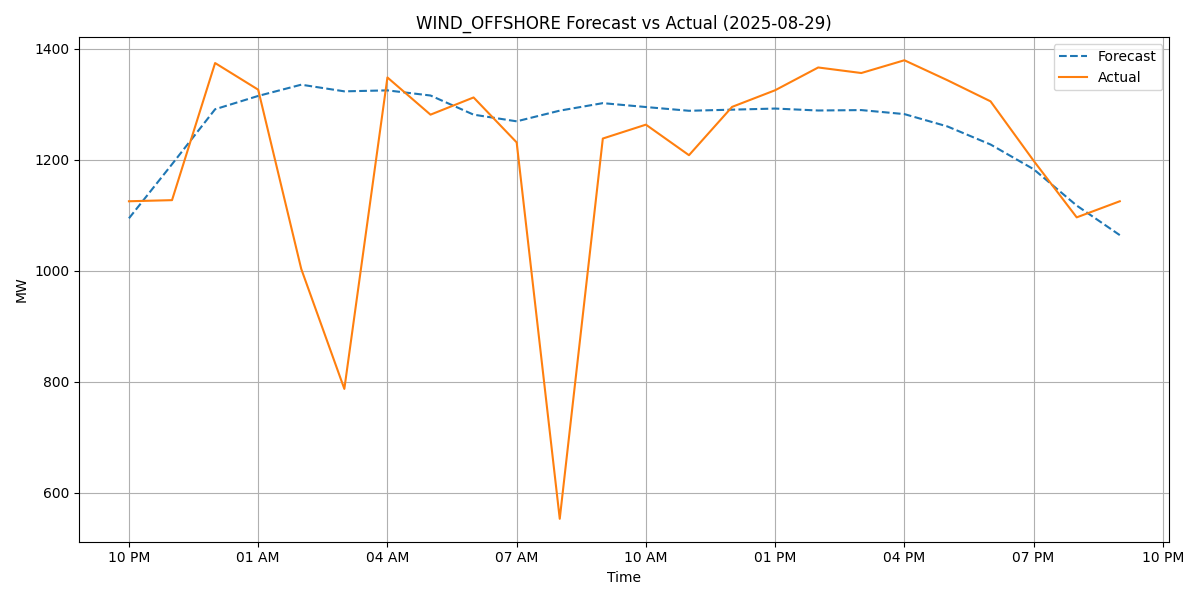 WIND_OFFSHORE Forecast vs Actual (2025-08-29)
Forecast
Actual
1400
1200
1000
800
600
MW
10 PM 01 AM 04 AM 07 AM 10 AM 01 PM 04 PM 07 PM 10 PM
Time